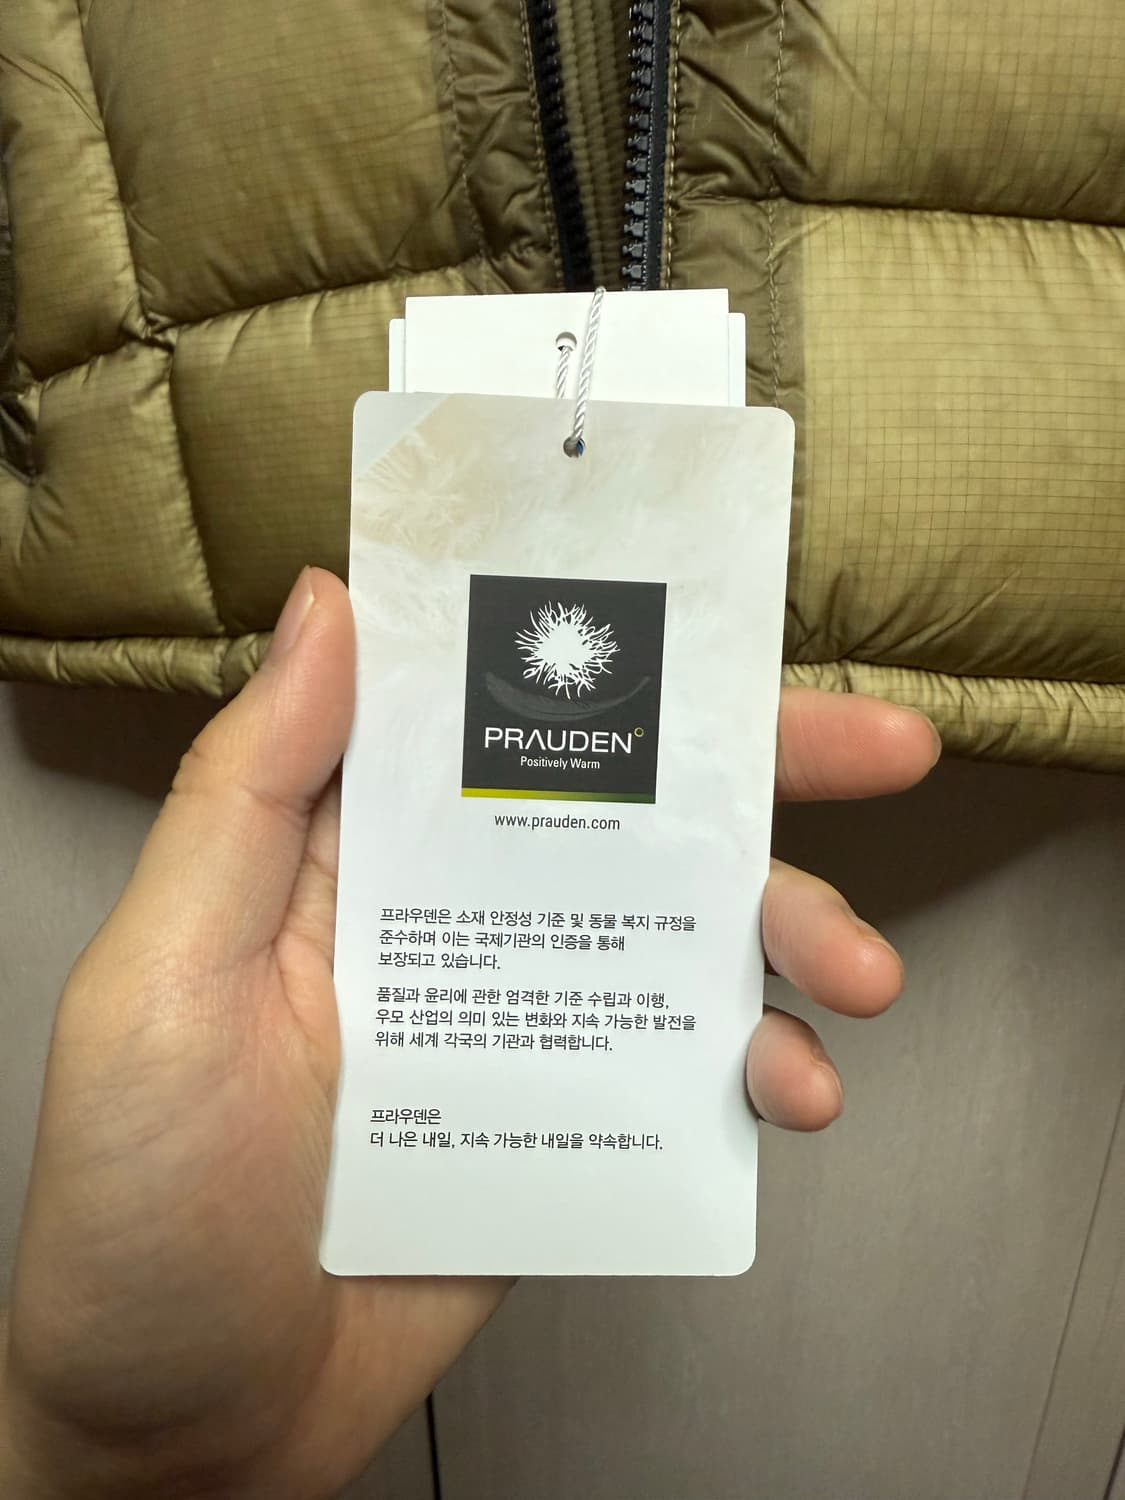 PRAUDEN
Positively Warm
www.prauden.com
프라우덴은 소재 안정성 기준 및 동물 복지 규정을
준수하며 이는 국제기관의 인증을 통해
보장되고 있습니다.
품질과 윤리에 관한 엄격한 기준 수립과 이행,
우모 산업의 의미 있는 변화와 지속 가능한 발전을
위해 세계 각국의 기관과 협력합니다.
프라우덴은
더 나은 내일, 지속 가능한 내일을 약속합니다.